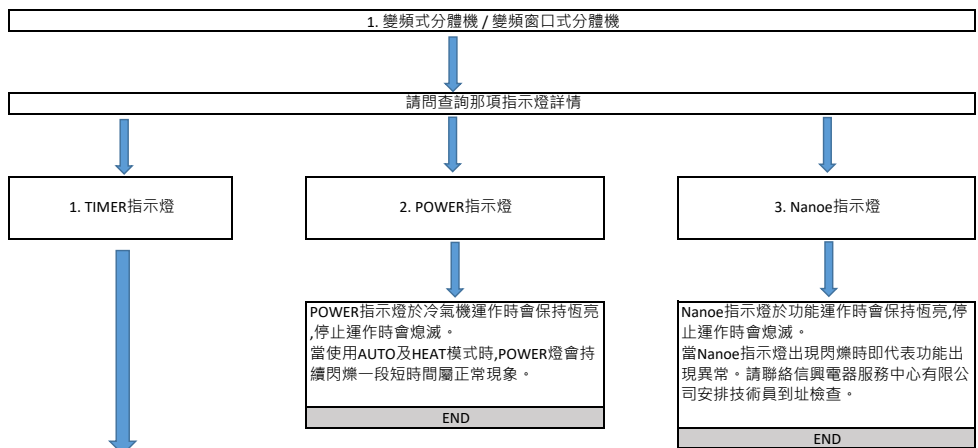 1. 變頻式分體機 / 變頻窗口式分體機
請問查詢那項指示燈詳情
1. TIMER指示燈
2. POWER指示燈
3. Nanoe指示燈
POWER指示燈於冷氣機運作時會保持恆亮
,停止運作時會熄滅。
當使用AUTO及HEAT模式時,POWER燈會持
續閃爍一段短時間屬正常現象。
END
Nanoe指示燈於功能運作時會保持恆亮,停
止運作時會熄滅。
當Nanoe指示燈出現閃爍時即代表功能出
現異常。請聯絡信興電器服務中心有限公
司安排技術員到址檢查。
END